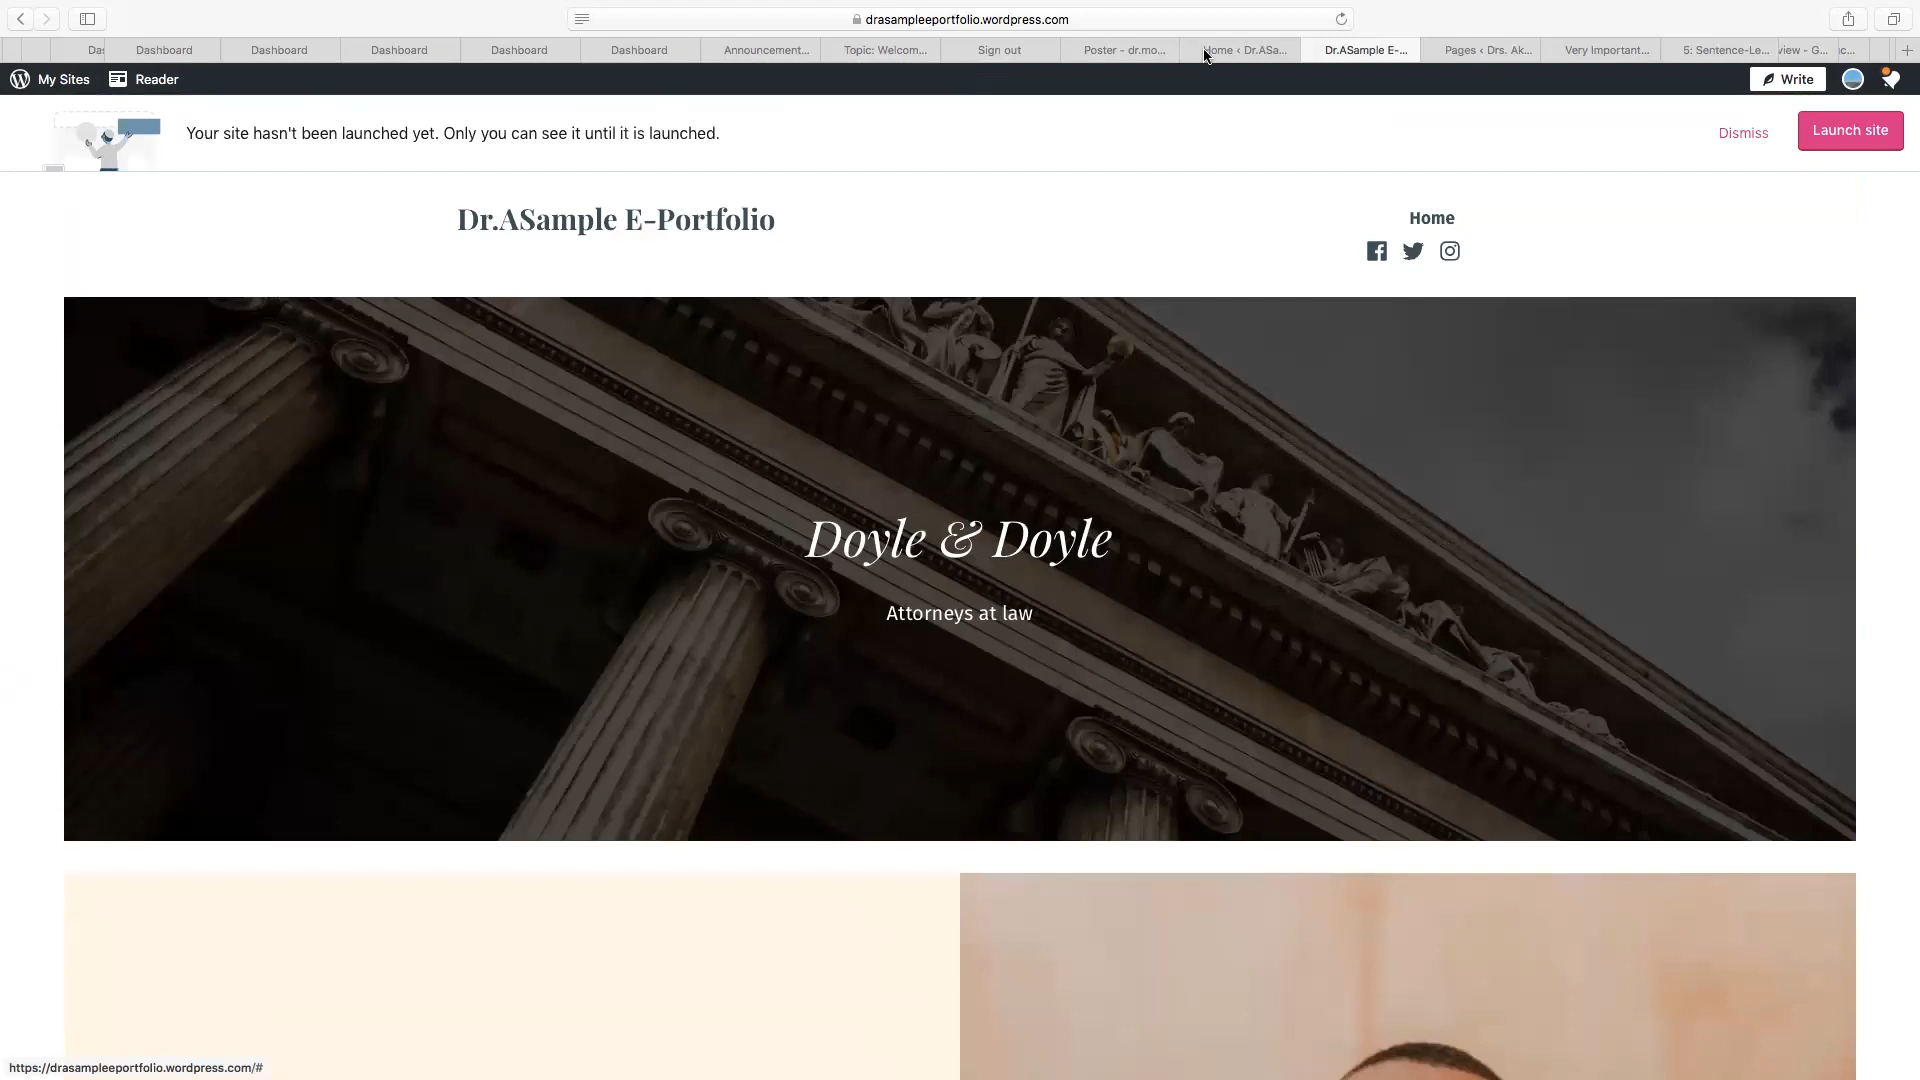 drasampleeportfolio.wordpress.com
Das Dashboard Dashboard Dashboard Dashboard Dashboard Announcement... Topic: Welcom... Sign out Poster - dr.mo... Home ‹ Dr.ASa... Dr.ASample E-... Pages ‹ Drs. Ak... Very Important... 5: Sentence-Le... view - G... c...
My Sites Reader Write
Your site hasn't been launched yet. Only you can see it until it is launched. Dismiss Launch site
Dr.ASample E-Portfolio Home
Doyle & Doyle
Attorneys at law
https://drasampleeportfolio.wordpress.com/#